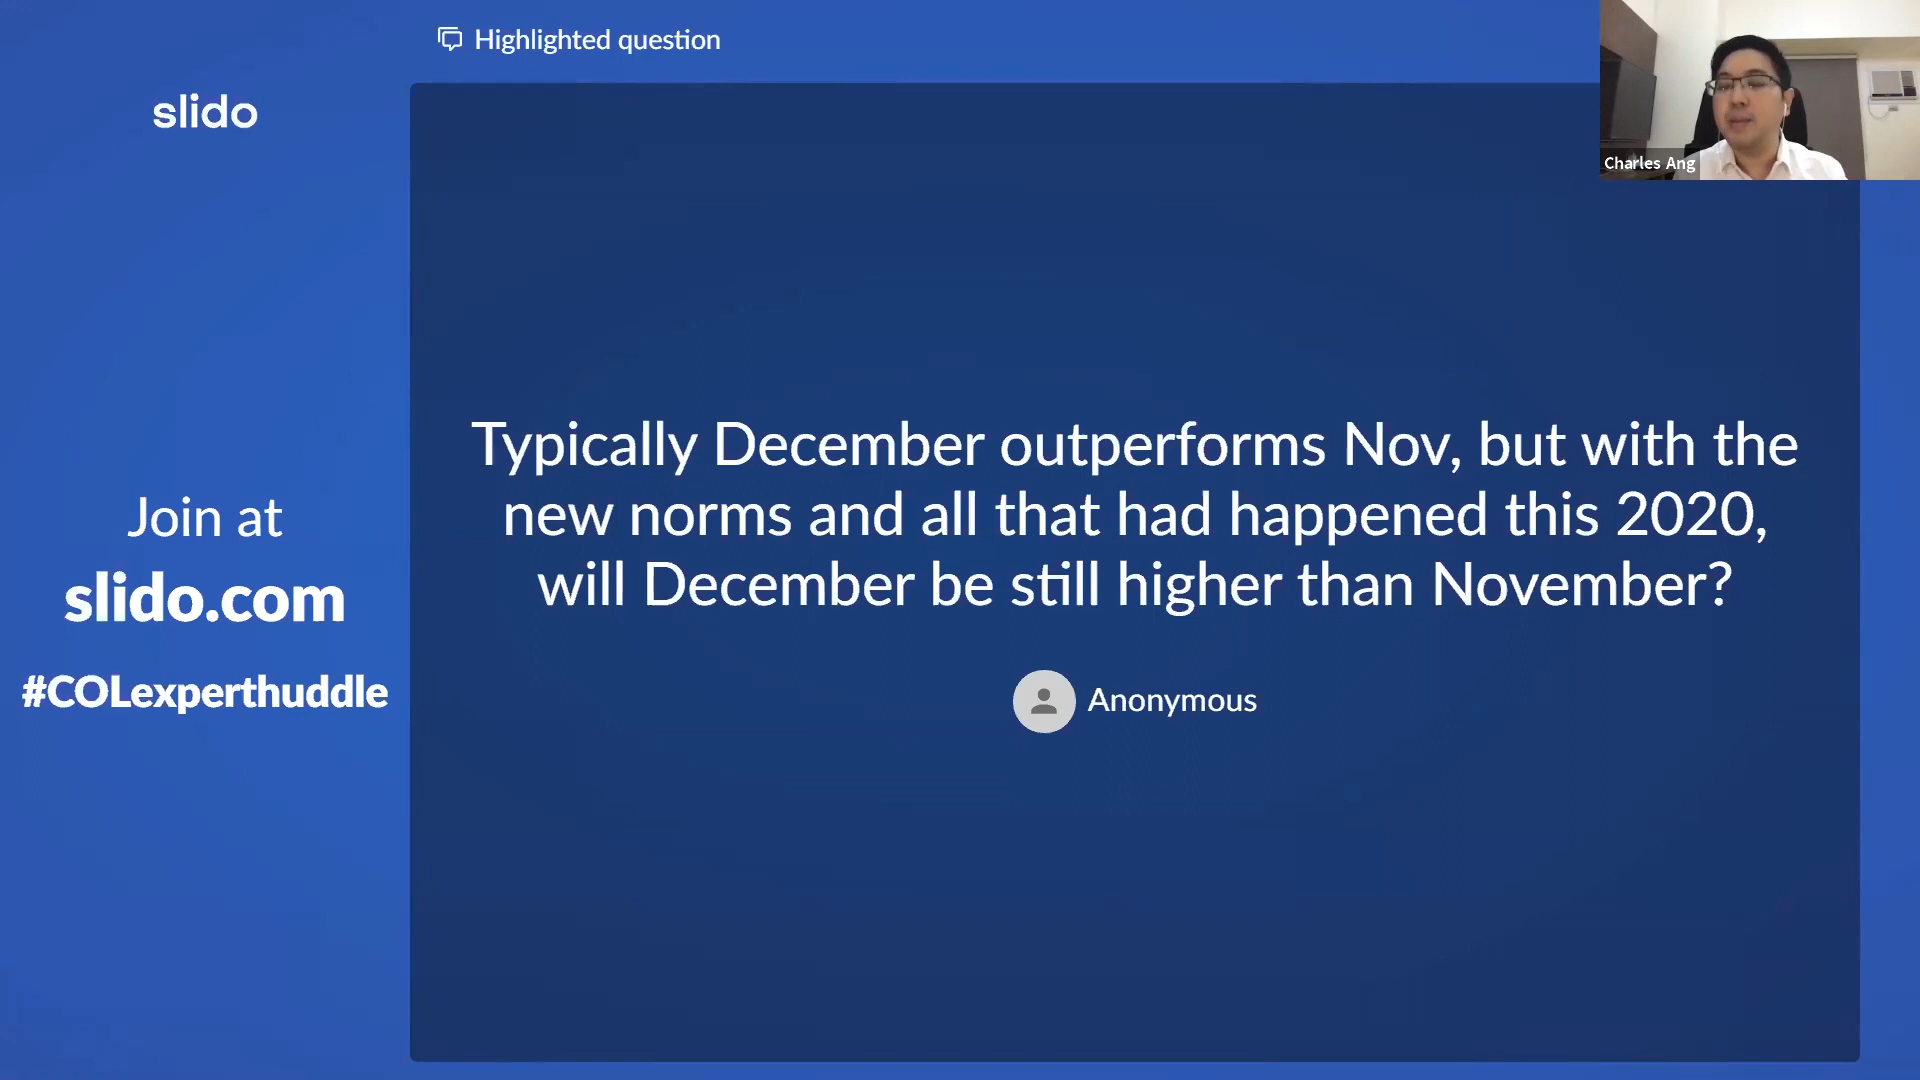 Highlighted question
slido
Charles Ang
Typically December outperforms Nov, but with the
new norms and all that had happened this 2020,
will December be still higher than November?
Anonymous
Join at
slido.com
#COLexperthuddle